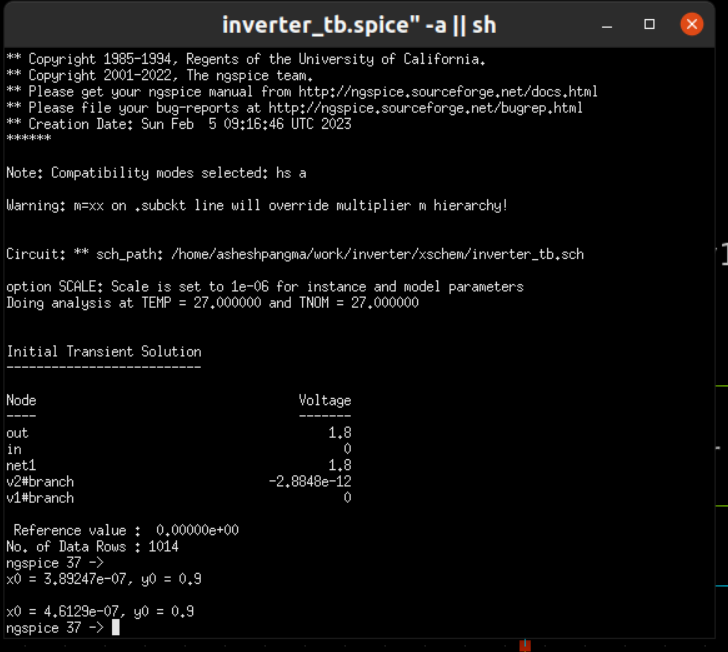 inverter_tb.spice" -a || sh
** Copyright 1985-1994, Regents of the University of California.
** Copyright 2001-2022, The ngspice team.
** Please get your ngspice manual from http://ngspice.sourceforge.net/docs.html
** Please file your bug-reports at http://ngspice.sourceforge.net/bugrep.html
** Creation Date: Sun Feb  5 09:16:46 UTC 2023
******
Note: Compatibility modes selected: hs a
Warning: m=xx on .subckt line will override multiplier m hierarchy!
Circuit: ** sch_path: /home/asheshpangma/work/inverter/xschem/inverter_tb.sch
option SCALE: Scale is set to 1e-06 for instance and model parameters
Doing analysis at TEMP = 27.000000 and TNOM = 27.000000
Initial Transient Solution
--------------------------
Node Voltage
---- -------
out 1.8
in 0
net1 1.8
v2#branch -2.8848e-12
v1#branch 0
Reference value :  0.00000e+00
No. of Data Rows : 1014
ngspice 37 ->
x0 = 3.89247e-07, y0 = 0.9
x0 = 4.6129e-07, y0 = 0.9
ngspice 37 ->